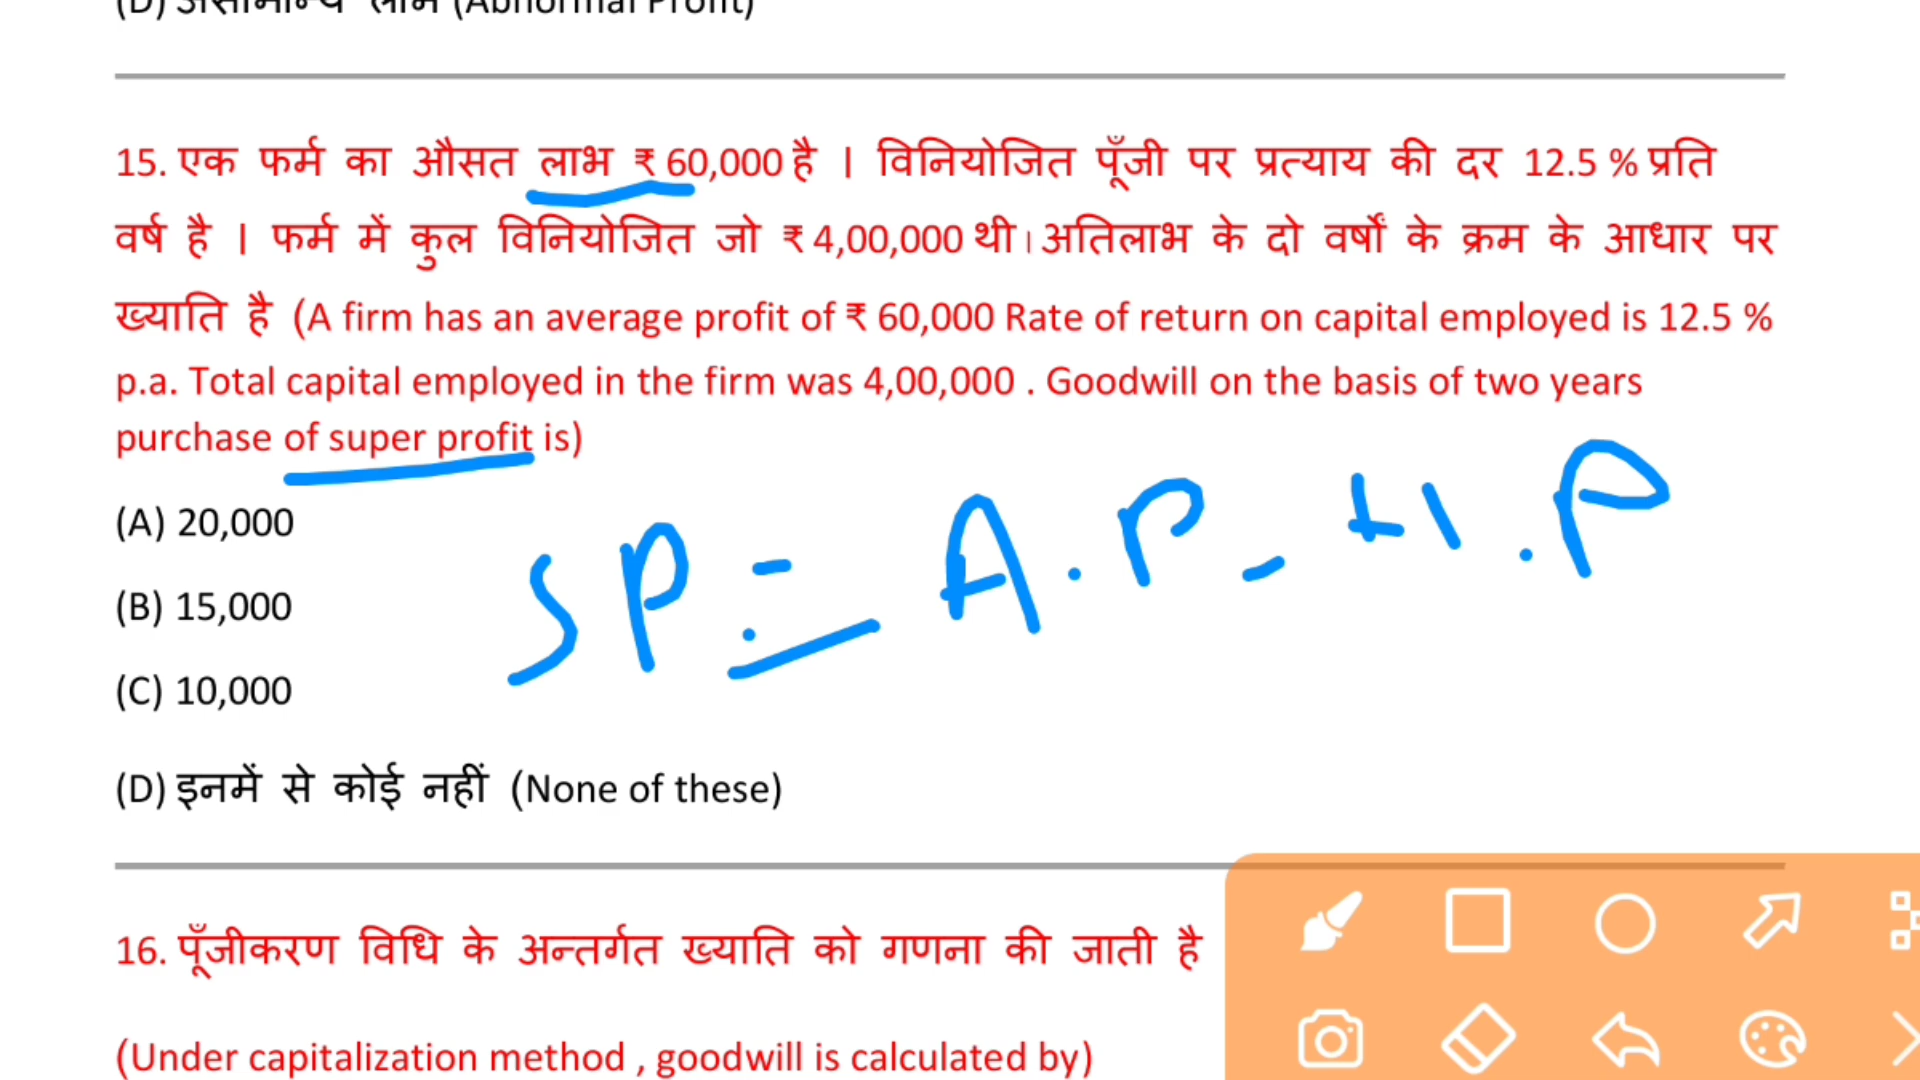 (D) असामान्य लाभ (Abnormal Profit)
15. एक फर्म का औसत लाभ ₹ 60,000 है । विनियोजित पूँजी पर प्रत्याय की दर 12.5 % प्रति
वर्ष है । फर्म में कुल विनियोजित जो ₹ 4,00,000 थी। अतिलाभ के दो वर्षों के क्रम के आधार पर
ख्याति है (A firm has an average profit of ₹ 60,000 Rate of return on capital employed is 12.5 %
p.a. Total capital employed in the firm was 4,00,000 . Goodwill on the basis of two years
purchase of super profit is)
(A) 20,000
SP = A.P - N.P
(B) 15,000
(C) 10,000
(D) इनमें से कोई नहीं (None of these)
16. पूँजीकरण विधि के अन्तर्गत ख्याति को गणना की जाती है
(Under capitalization method , goodwill is calculated by)